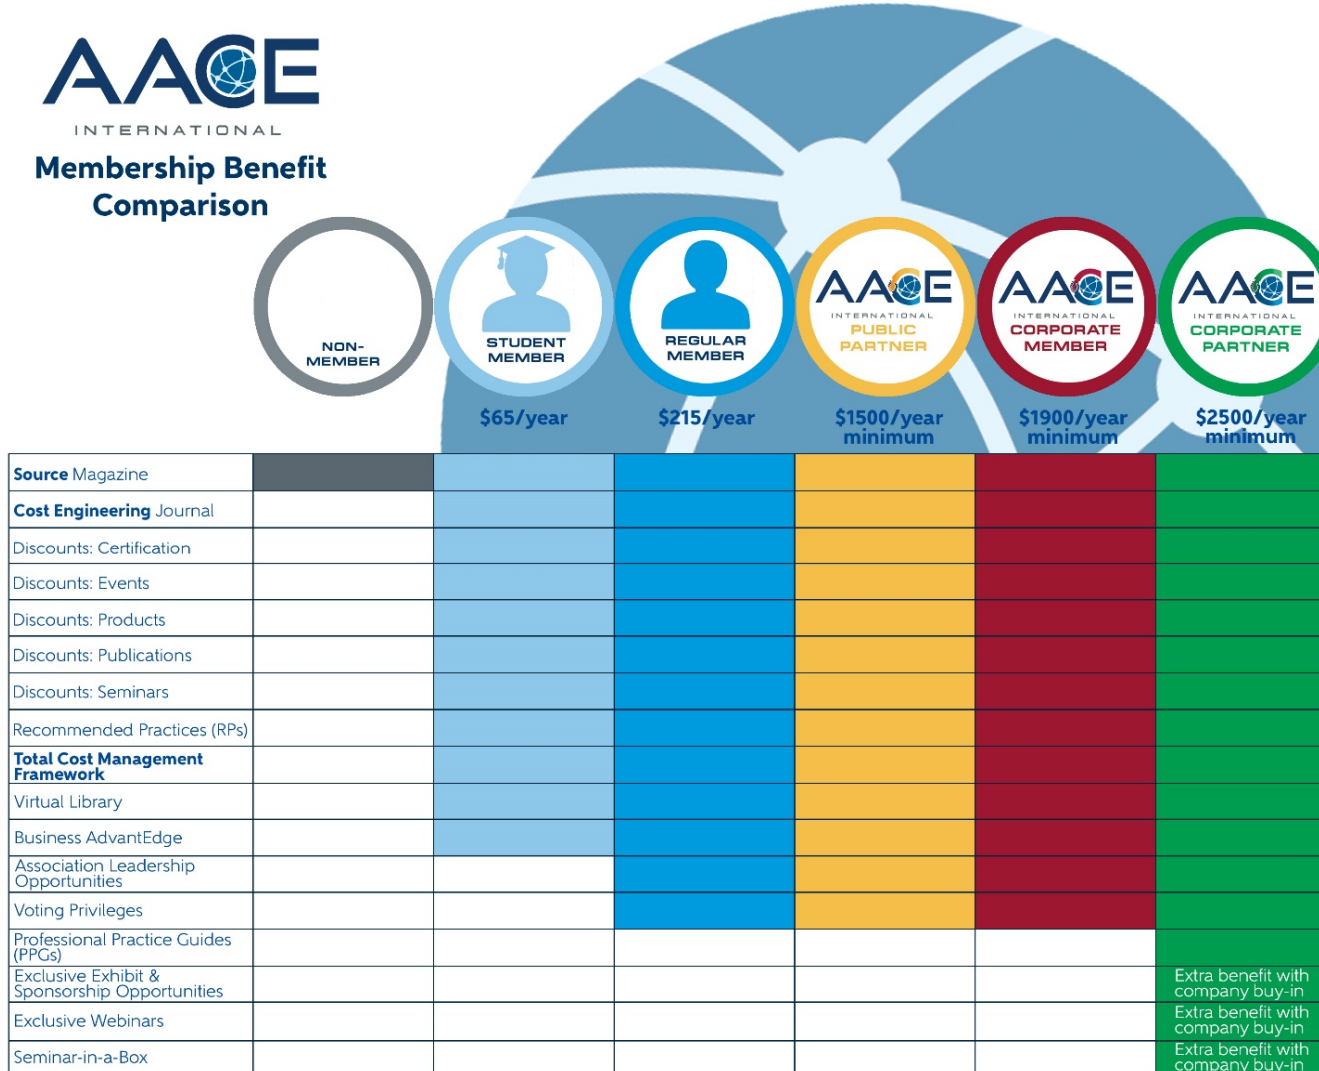 AACE
INTERNATIONAL
Membership Benefit
Comparison
NON-
MEMBER
STUDENT
MEMBER
REGULAR
MEMBER
AACE
INTERNATIONAL
PUBLIC
PARTNER
AACE
INTERNATIONAL
CORPORATE
MEMBER
AACE
INTERNATIONAL
CORPORATE
PARTNER
$65/year
$215/year
$1500/year
minimum
$1900/year
minimum
$2500/year
minimum
Source Magazine
Cost Engineering Journal
Discounts: Certification
Discounts: Events
Discounts: Products
Discounts: Publications
Discounts: Seminars
Recommended Practices (RPs)
Total Cost Management
Framework
Virtual Library
Business AdvantEdge
Association Leadership
Opportunities
Voting Privileges
Professional Practice Guides
(PPGs)
Exclusive Exhibit &
Sponsorship Opportunities
Extra benefit with
company buy-in
Exclusive Webinars
Extra benefit with
company buy-in
Seminar-in-a-Box
Extra benefit with
company buy-in